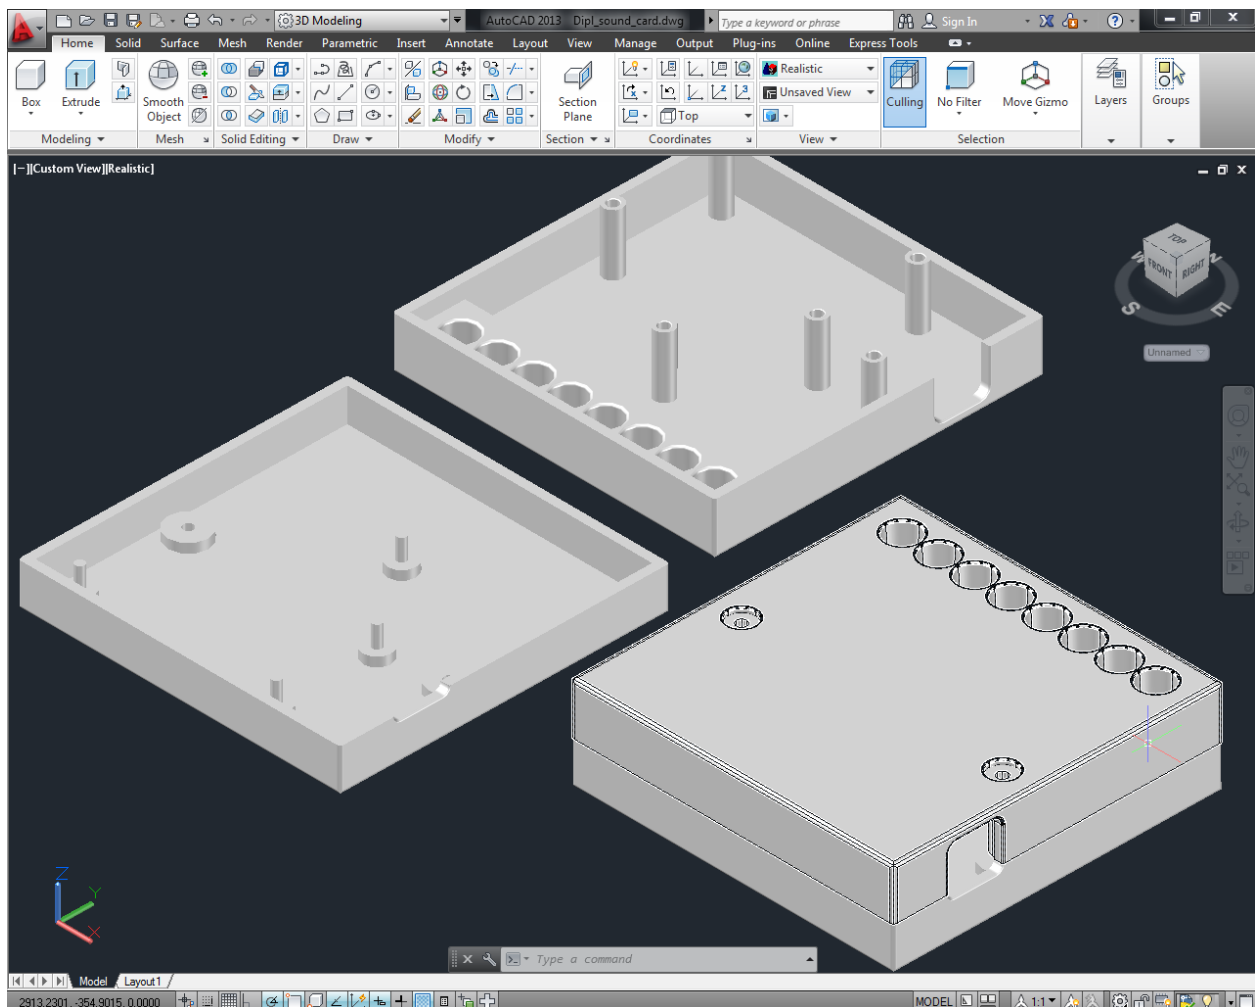 3D Modeling
AutoCAD 2013 Dipl_sound_card.dwg
Type a keyword or phrase
Sign In
Home Solid Surface Mesh Render Parametric Insert Annotate Layout View Manage Output Plug-ins Online Express Tools
Box
Extrude
Smooth Object
Section Plane
Top
Realistic
Unsaved View
Culling
No Filter
Move Gizmo
Layers
Groups
Modeling
Mesh
Solid Editing
Draw
Modify
Section
Coordinates
View
Selection
[−][Custom View][Realistic]
TOP
FRONT
RIGHT
W
N
S
E
Unnamed
Z
Y
X
Type a command
Model Layout1
2913.2301, -354.9015, 0.0000
MODEL
1:1